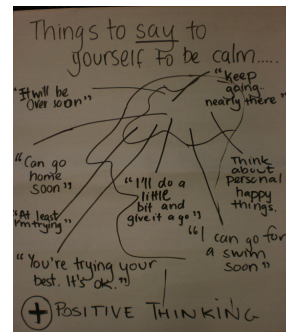 Things to say to
yourself to be calm.....
"It will be
over soon"
"Keep
going..
nearly there"
"Can go
home
soon"
"I'll do a
little
bit and
give it a go"
Think
about
personal
happy
things.
"At least
I'm trying"
"I can go for
a swim
soon"
"You're trying your
best. It's ok."
+ POSITIVE THINKING